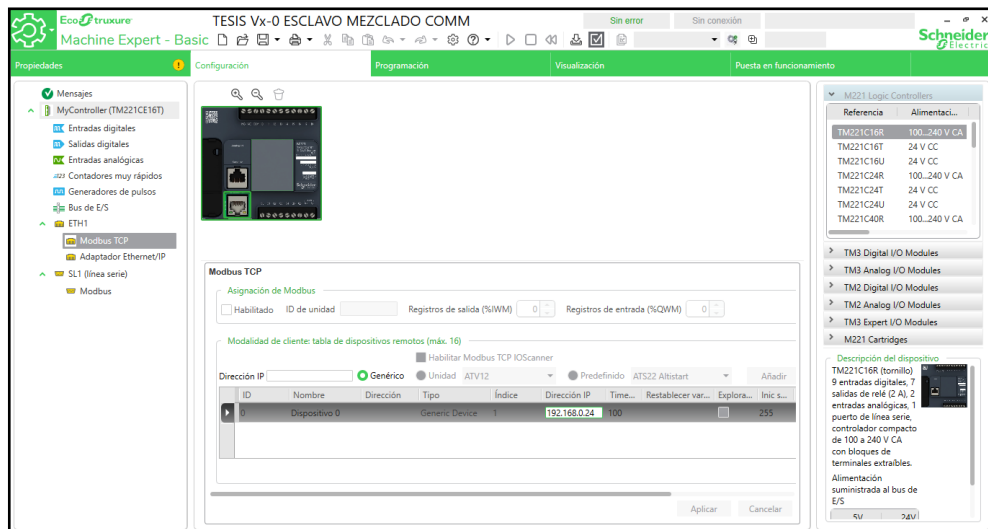 EcoStruxure
Machine Expert - Basic
TESIS Vx-0 ESCLAVO MEZCLADO COMM
Sin error
Sin conexión
Schneider
Electric
Propiedades
Configuración
Programación
Visualización
Puesta en funcionamiento
Mensajes
MyController (TM221CE16T)
Entradas digitales
Salidas digitales
Entradas analógicas
Contadores muy rápidos
Generadores de pulsos
Bus de E/S
ETH1
Modbus TCP
Adaptador Ethernet/IP
SL1 (línea serie)
Modbus
Modbus TCP
Asignación de Modbus
Habilitado ID de unidad Registros de salida (%IWM) 0 Registros de entrada (%QWM) 0
Modalidad de cliente: tabla de dispositivos remotos (máx. 16)
Habilitar Modbus TCP IOScanner
Dirección IP Genérico Unidad ATV12 Predefinido ATS22 Altistart Añadir
ID Nombre Dirección Tipo Índice Dirección IP Time... Restablecer var... Explora... Inic s...
0 Dispositivo 0 Generic Device 1 192.168.0.24 100 255
Aplicar Cancelar
M221 Logic Controllers
Referencia Alimentaci...
TM221C16R 100...240 V CA
TM221C16T 24 V CC
TM221C16U 24 V CC
TM221C24R 100...240 V CA
TM221C24T 24 V CC
TM221C24U 24 V CC
TM221C40R 100...240 V CA
TM3 Digital I/O Modules
TM3 Analog I/O Modules
TM2 Digital I/O Modules
TM2 Analog I/O Modules
TM3 Expert I/O Modules
M221 Cartridges
Descripción del dispositivo
TM221C16R (tornillo)
9 entradas digitales, 7
salidas de relé (2 A), 2
entradas analógicas, 1
puerto de línea serie,
controlador compacto
de 100 a 240 V CA
con bloques de
terminales extraíbles.
Alimentación
suministrada al bus de
E/S
5V 24V